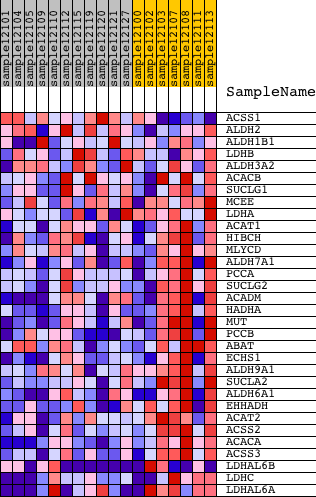 sample12101
sample12104
sample12105
sample12109
sample12110
sample12112
sample12115
sample12119
sample12120
sample12124
sample12127
sample12100
sample12102
sample12103
sample12107
sample12108
sample12111
sample12113
SampleName
ACSS1
ALDH2
ALDH1B1
LDHB
ALDH3A2
ACACB
SUCLG1
MCEE
LDHA
ACAT1
HIBCH
MLYCD
ALDH7A1
PCCA
SUCLG2
ACADM
HADHA
MUT
PCCB
ABAT
ECHS1
ALDH9A1
SUCLA2
ALDH6A1
EHHADH
ACAT2
ACSS2
ACACA
ACSS3
LDHAL6B
LDHC
LDHAL6A